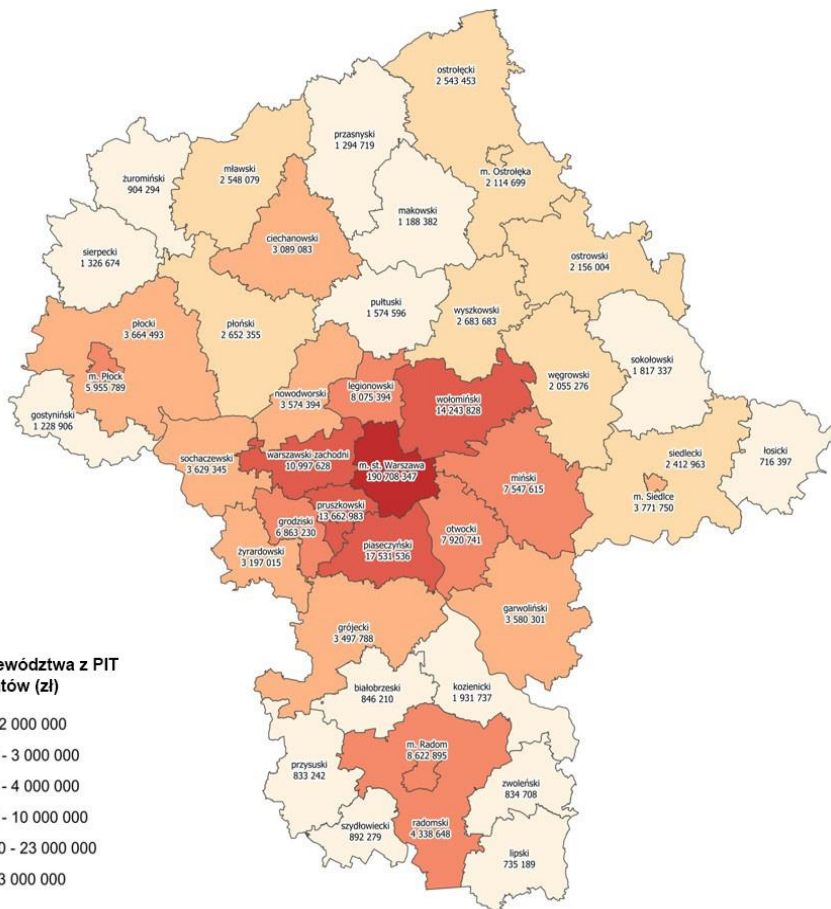 ostrołęcki
2 543 453
przasnyski
1 294 719
m. Ostrołęka
2 114 699
mławski
2 548 079
żuromiński
904 294
makowski
1 188 382
ciechanowski
3 089 083
sierpecki
1 326 674
ostrowski
2 156 004
pułtuski
1 574 596
wyszkowski
2 683 683
płocki
3 664 493
płoński
2 652 355
sokołowski
1 817 337
węgrowski
2 055 276
m. Płock
5 955 789
legionowski
8 075 394
nowodworski
3 574 394
wołomiński
14 243 828
gostyniński
1 228 906
siedlecki
2 412 963
łosicki
716 397
sochaczewski
3 629 345
warszawski zachodni
10 997 628
m. st. Warszawa
190 708 347
miński
7 547 615
m. Siedlce
3 771 750
pruszkowski
13 662 983
grodziski
6 863 230
otwocki
7 920 741
piaseczyński
17 531 536
żyrardowski
3 197 015
garwoliński
3 580 301
grójecki
3 497 788
ewództwa z PIT
tów (zł)
białobrzeski
846 210
kozienicki
1 931 737
2 000 000
- 3 000 000
- 4 000 000
- 10 000 000
0 - 23 000 000
3 000 000
m. Radom
8 622 895
przysuski
833 242
zwoleński
834 708
radomski
4 338 648
szydłowiecki
892 279
lipski
735 189